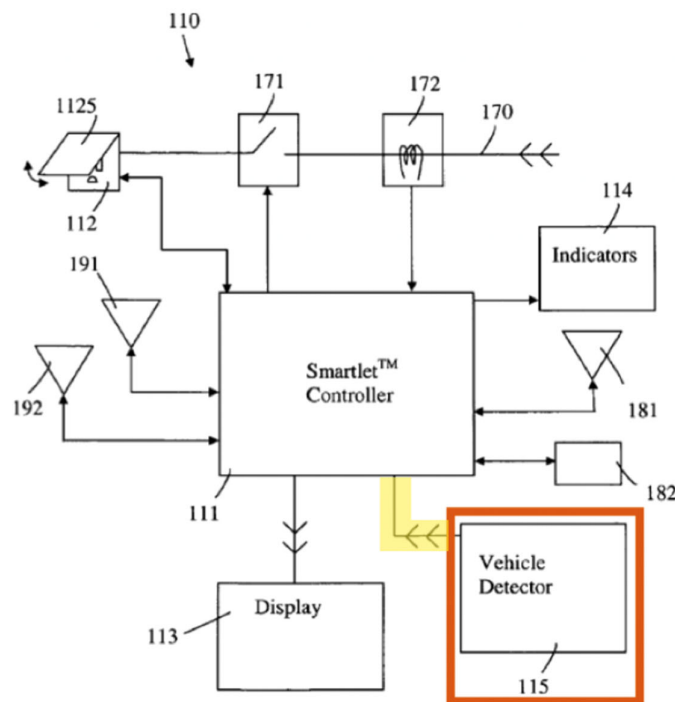 110
1125
171
172
170
112
114
Indicators
191
192
Smartlet™
Controller
181
182
111
Vehicle
Detector
Display
113
115